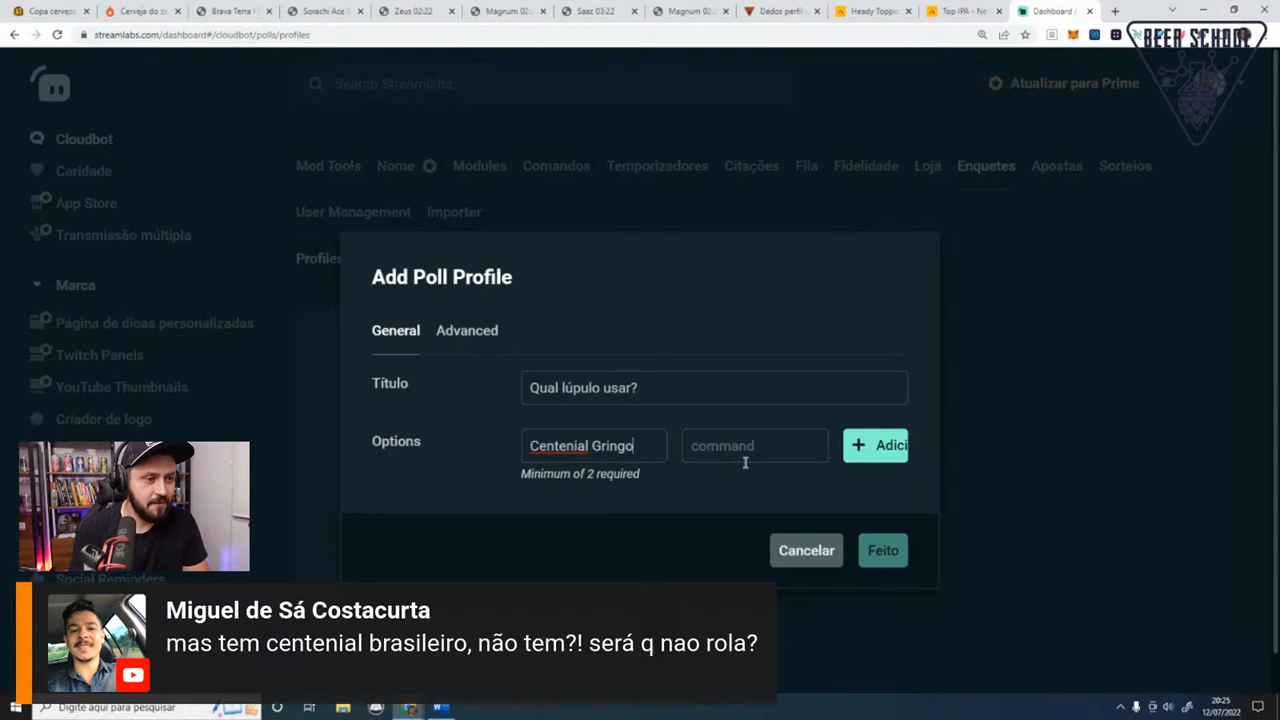 Copa cerveza
Cerveja do zo
Brava Terra I
Sorachi Ace
Zeus 02:22
Magnum 02:2
Saaz 03:22
Magnum 02:2
Dados perfil
Heady Toppe
Top IPA - Ne
Dashboard /
streamlabs.com/dashboard#/cloudbot/polls/profiles
BEER SCHOOL
Search Streamlabs...
Atualizar para Prime
Cloudbot
Caridade
App Store
Transmissão múltipla
Marca
Página de dicas personalizadas
Twitch Panels
YouTube Thumbnails
Criador de logo
Social Reminders
Mod Tools Nome Modules Comandos Temporizadores Citações Fila Fidelidade Loja Enquetes Apostas Sorteios
User Management Importer
Profiles
Add Poll Profile
General Advanced
Título Qual lúpulo usar?
Options Centenial Gringo command + Adici
Minimum of 2 required
Cancelar Feito
Miguel de Sá Costacurta
mas tem centenial brasileiro, não tem?! será q nao rola?
Digite aqui para pesquisar
20:25
12/07/2022